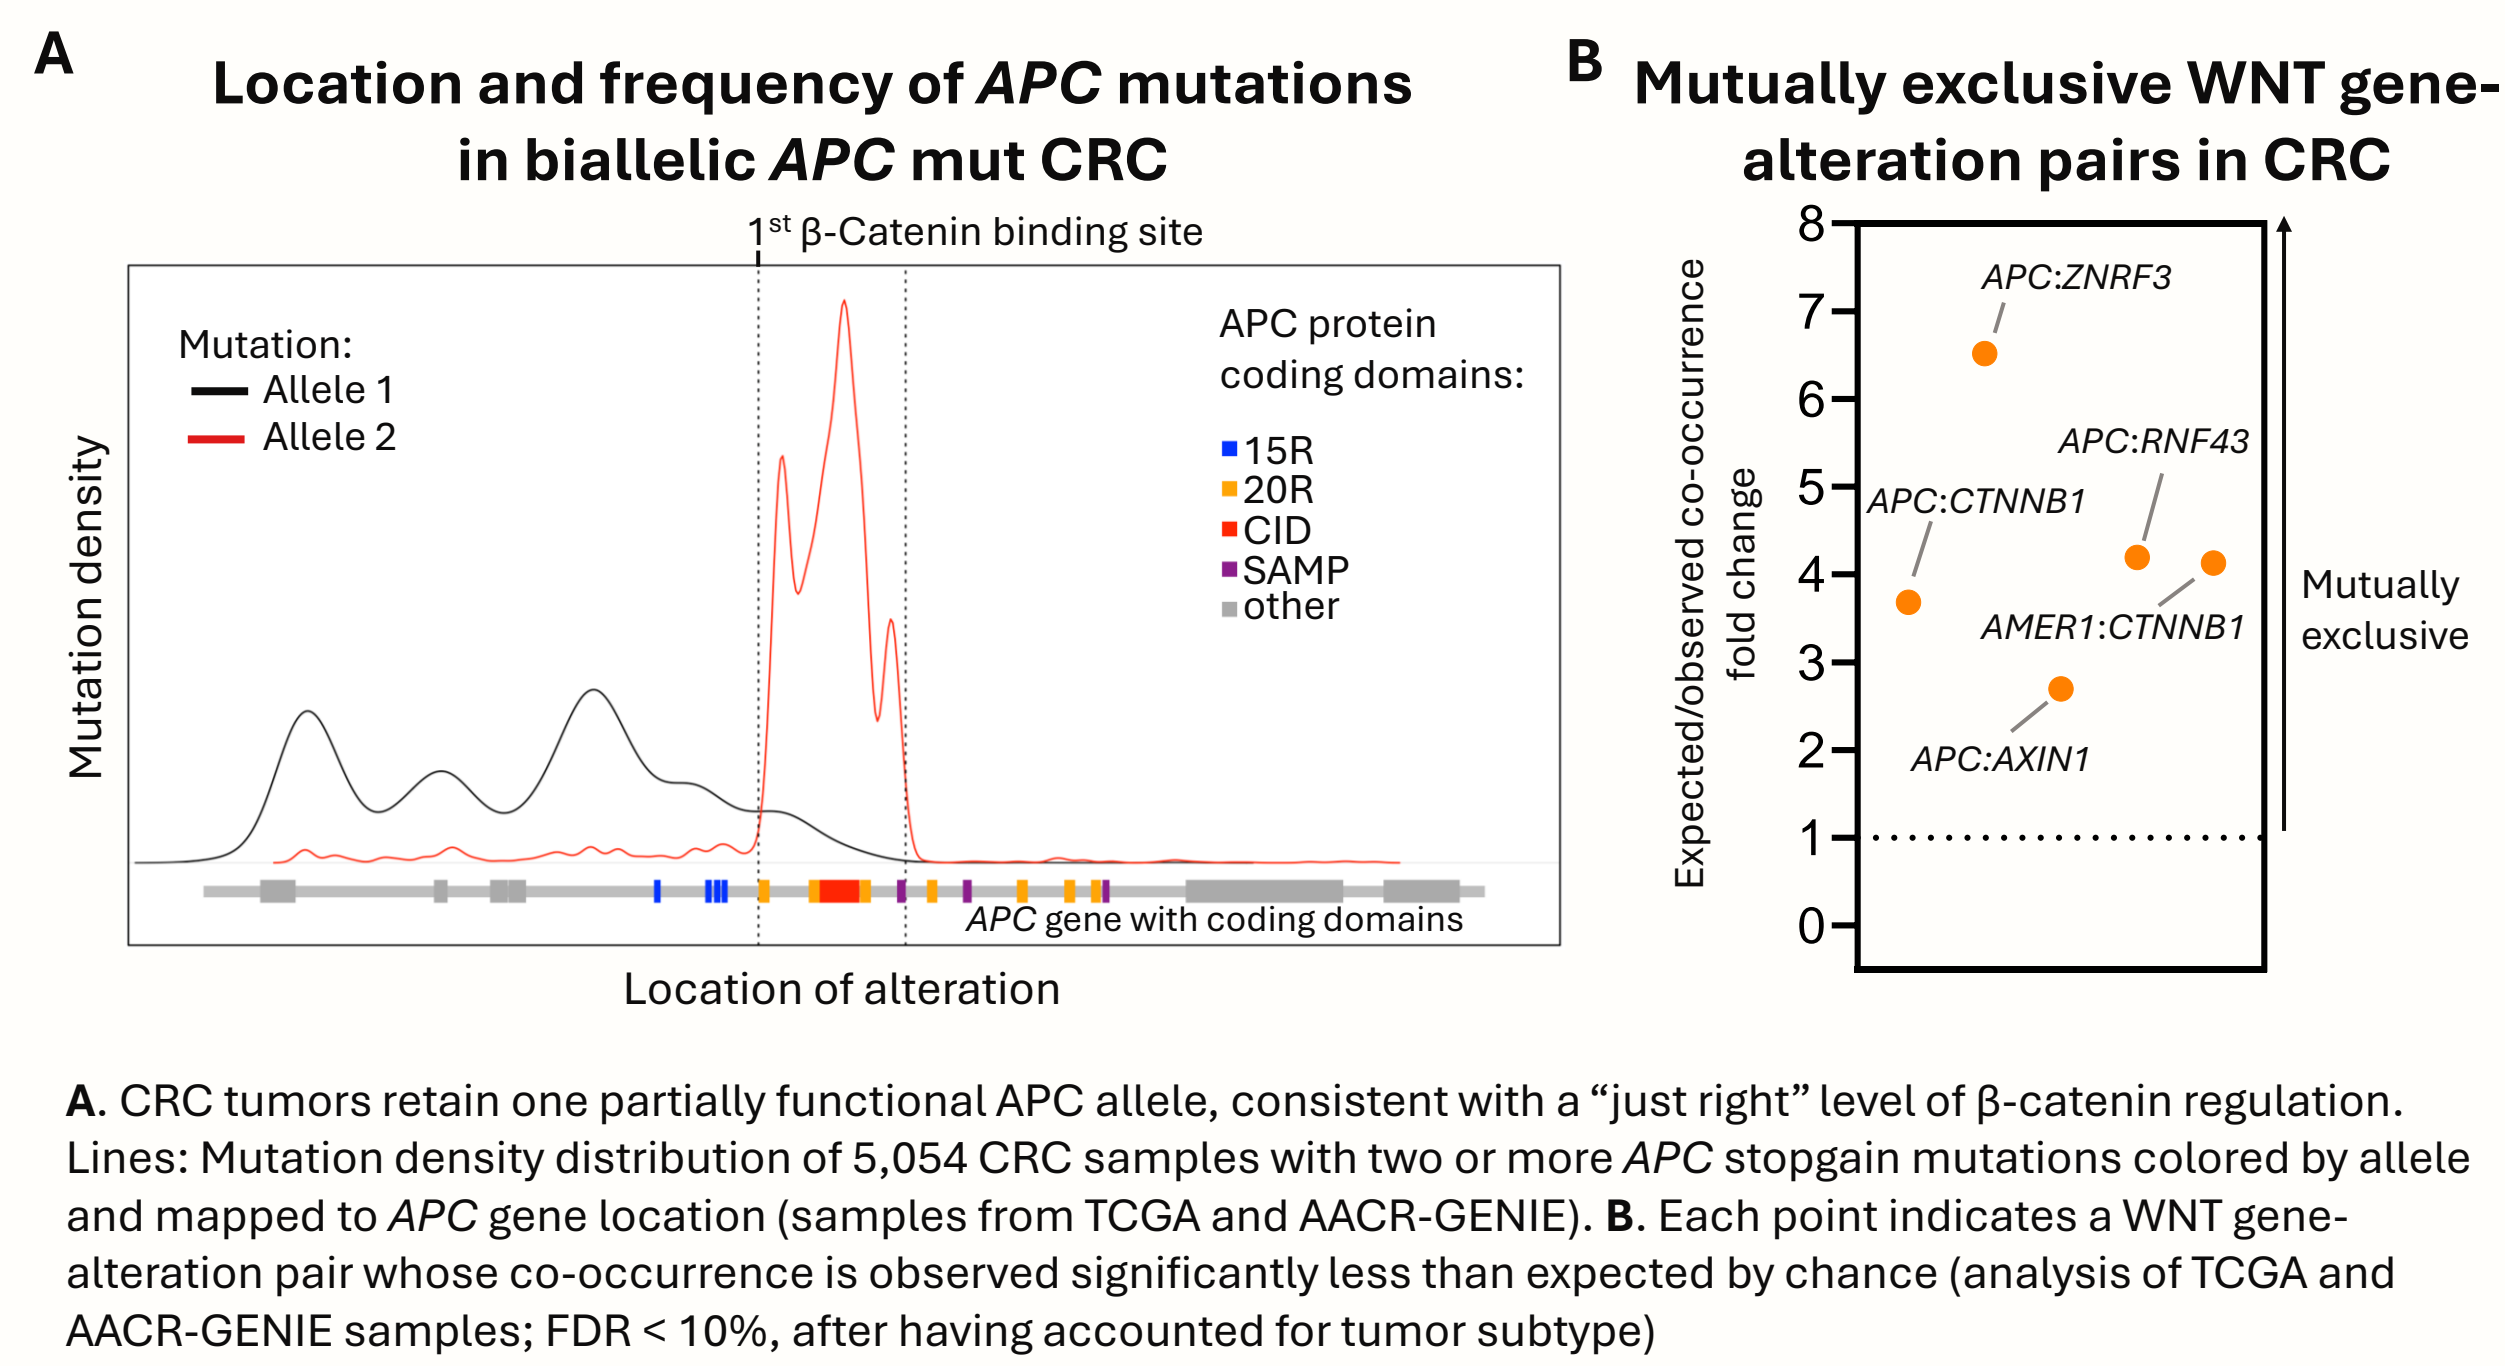 A
Location and frequency of APC mutations
in biallelic APC mut CRC
1st β-Catenin binding site
Mutation:
Allele 1
Allele 2
APC protein
coding domains:
15R
20R
CID
SAMP
other
Mutation density
APC gene with coding domains
Location of alteration
B
Mutually exclusive WNT gene-
alteration pairs in CRC
Expected/observed co-occurrence
fold change
8
7
6
5
4
3
2
1
0
APC:ZNRF3
APC:RNF43
APC:CTNNB1
AMER1:CTNNB1
APC:AXIN1
Mutually
exclusive
A. CRC tumors retain one partially functional APC allele, consistent with a “just right” level of β-catenin regulation.
Lines: Mutation density distribution of 5,054 CRC samples with two or more APC stopgain mutations colored by allele
and mapped to APC gene location (samples from TCGA and AACR-GENIE). B. Each point indicates a WNT gene-
alteration pair whose co-occurrence is observed significantly less than expected by chance (analysis of TCGA and
AACR-GENIE samples; FDR < 10%, after having accounted for tumor subtype)